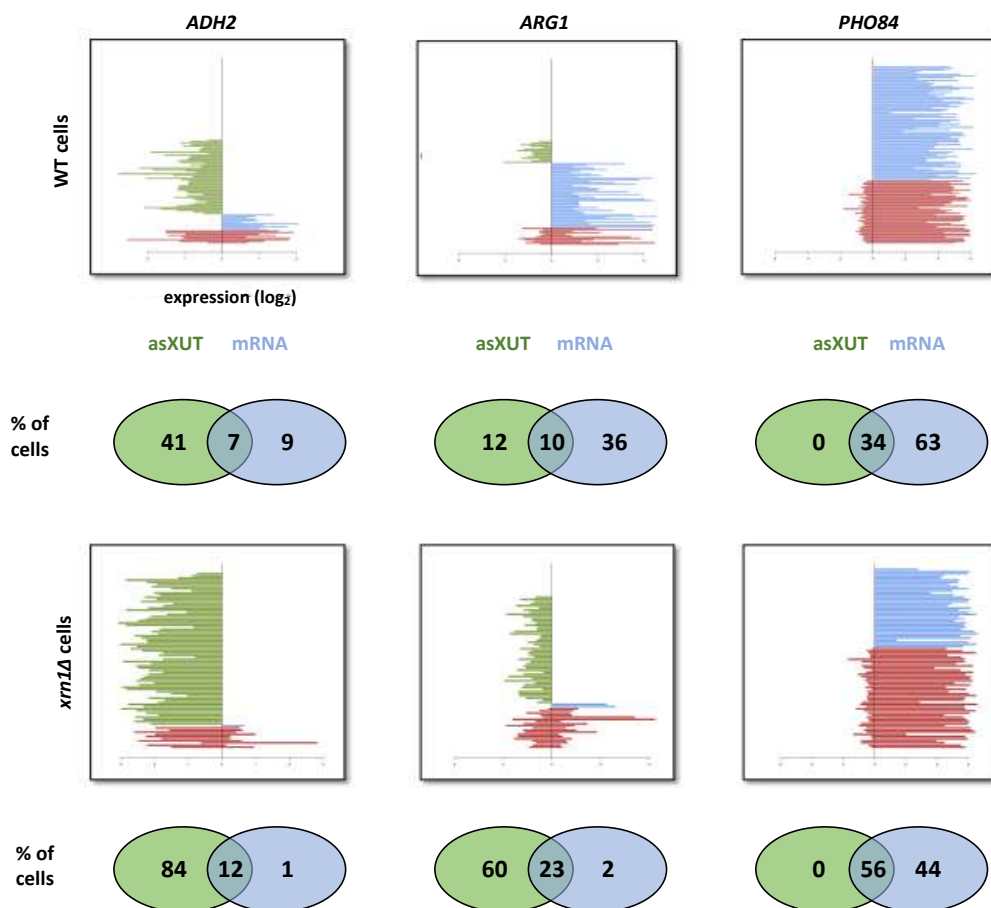 ADH2 ARG1 PHO84
WT cells
expression (log2)
asXUT mRNA asXUT mRNA asXUT mRNA
% of
cells
41 7 9 12 10 36 0 34 63
xrn1Δ cells
% of
cells
84 12 1 60 23 2 0 56 44